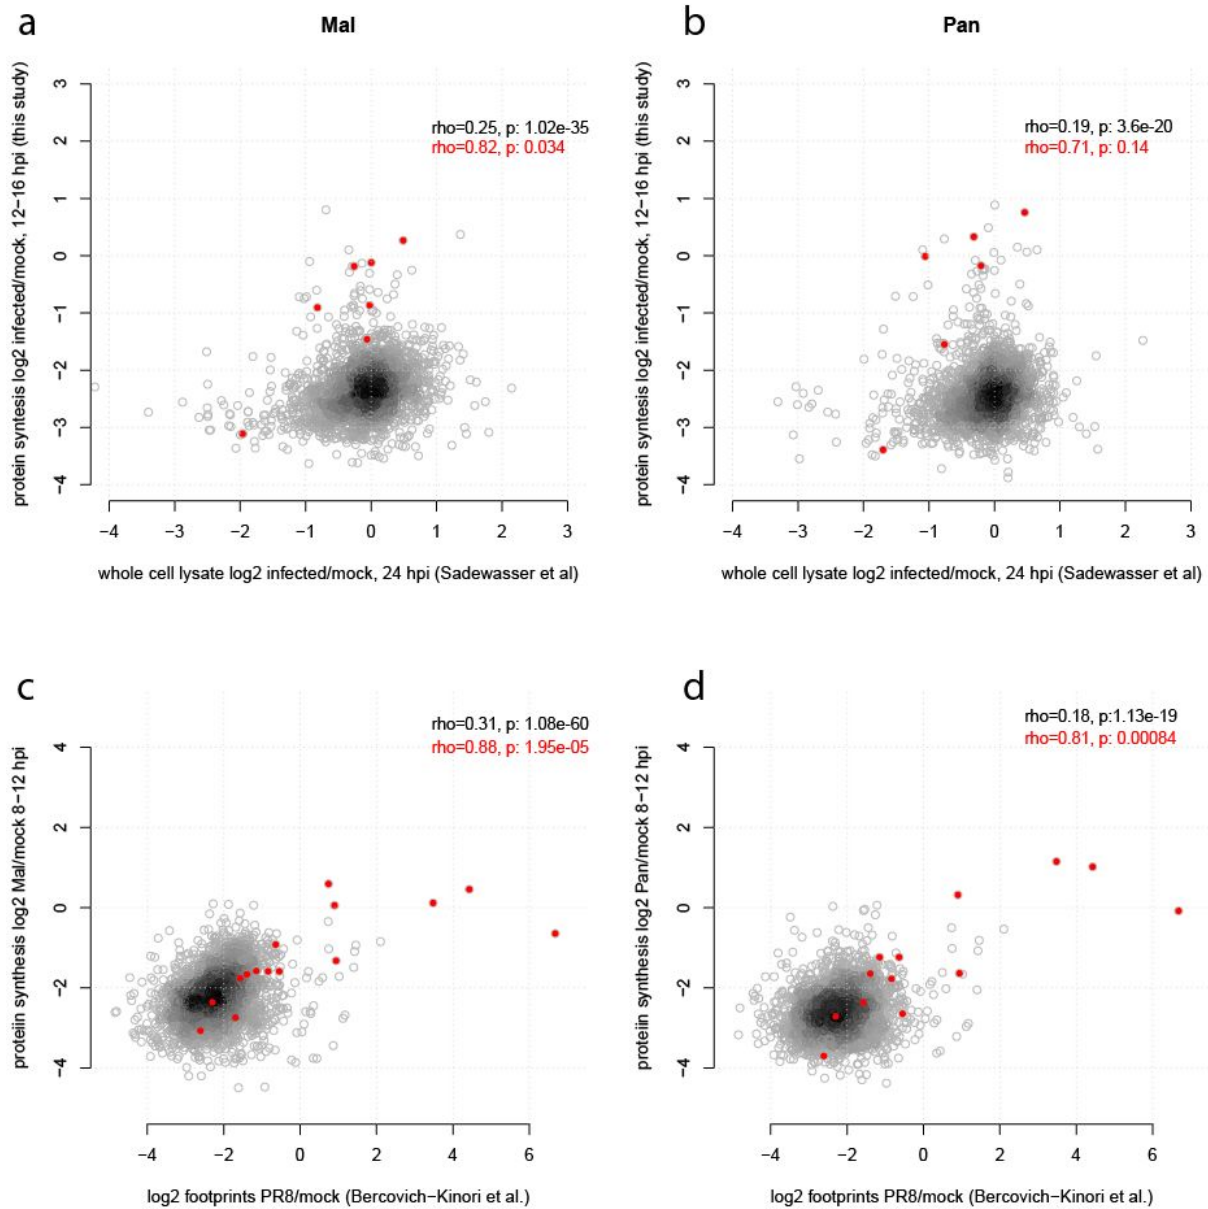 a
Mal
protein syntesis log2 infected/mock, 12−16 hpi (this study)
3
2
1
0
−1
−2
−3
−4
rho=0.25, p: 1.02e-35
rho=0.82, p: 0.034
−4 −3 −2 −1 0 1 2 3
whole cell lysate log2 infected/mock, 24 hpi (Sadewasser et al)
b
Pan
protein syntesis log2 infected/mock, 12−16 hpi (this study)
3
2
1
0
−1
−2
−3
−4
rho=0.19, p: 3.6e-20
rho=0.71, p: 0.14
−4 −3 −2 −1 0 1 2 3
whole cell lysate log2 infected/mock, 24 hpi (Sadewasser et al)
c
proteiin synthesis log2 Mal/mock 8−12 hpi
4
2
0
−2
−4
rho=0.31, p: 1.08e-60
rho=0.88, p: 1.95e-05
−4 −2 0 2 4 6
log2 footprints PR8/mock (Bercovich−Kinori et al.)
d
proteiin synthesis log2 Pan/mock 8−12 hpi
4
2
0
−2
−4
rho=0.18, p:1.13e-19
rho=0.81, p: 0.00084
−4 −2 0 2 4 6
log2 footprints PR8/mock (Bercovich−Kinori et al.)